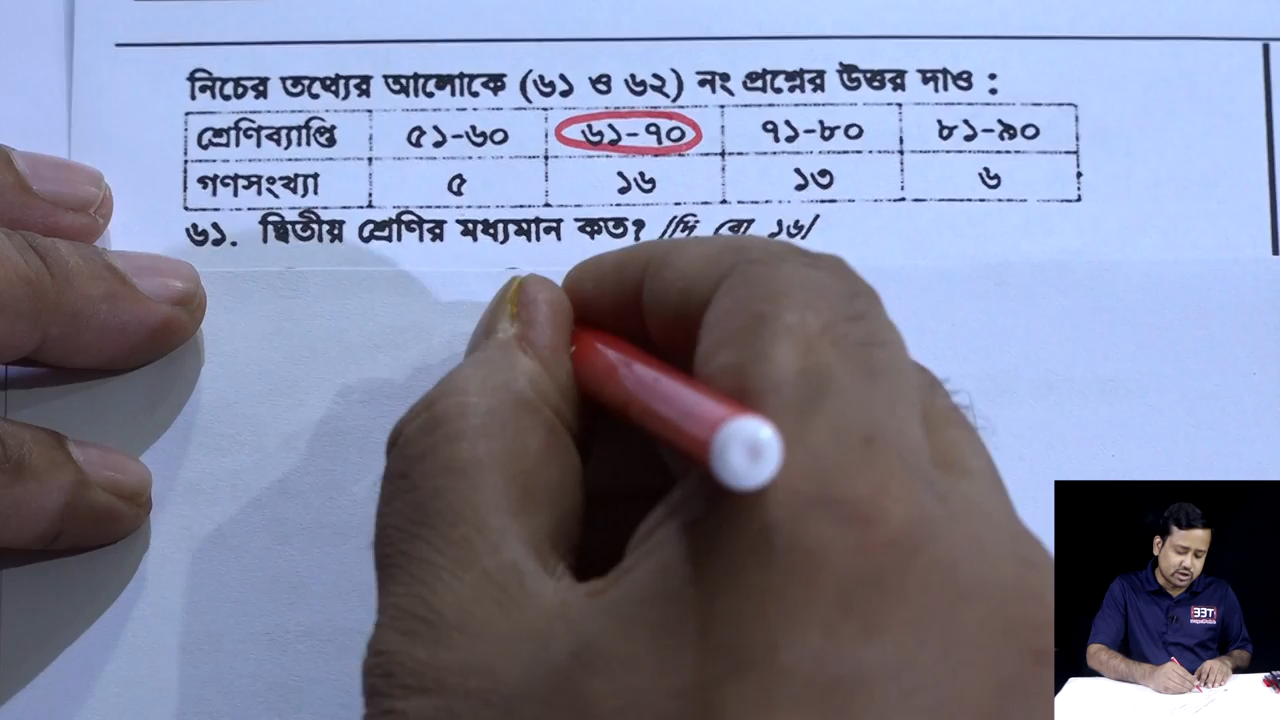 নিচের তথ্যের আলোকে (৬১ ও ৬২) নং প্রশ্নের উত্তর দাও :
শ্রেণিব্যাপ্তি ৫১-৬০ ৬১-৭০ ৭১-৮০ ৮১-৯০
গণসংখ্যা ৫ ১৬ ১৩ ৬
৬১. দ্বিতীয় শ্রেণির মধ্যমান কত? /দি. বো. ১৬/